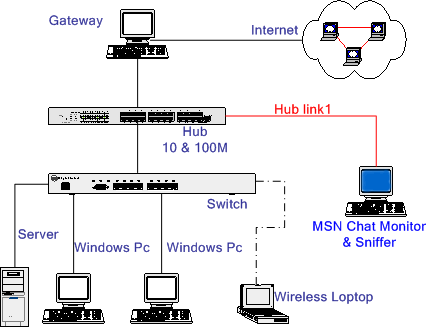 Gateway
Internet
Hub link1
Hub
10 & 100M
Switch
MSN Chat Monitor
& Sniffer
Server
Windows Pc
Windows Pc
Wireless Loptop